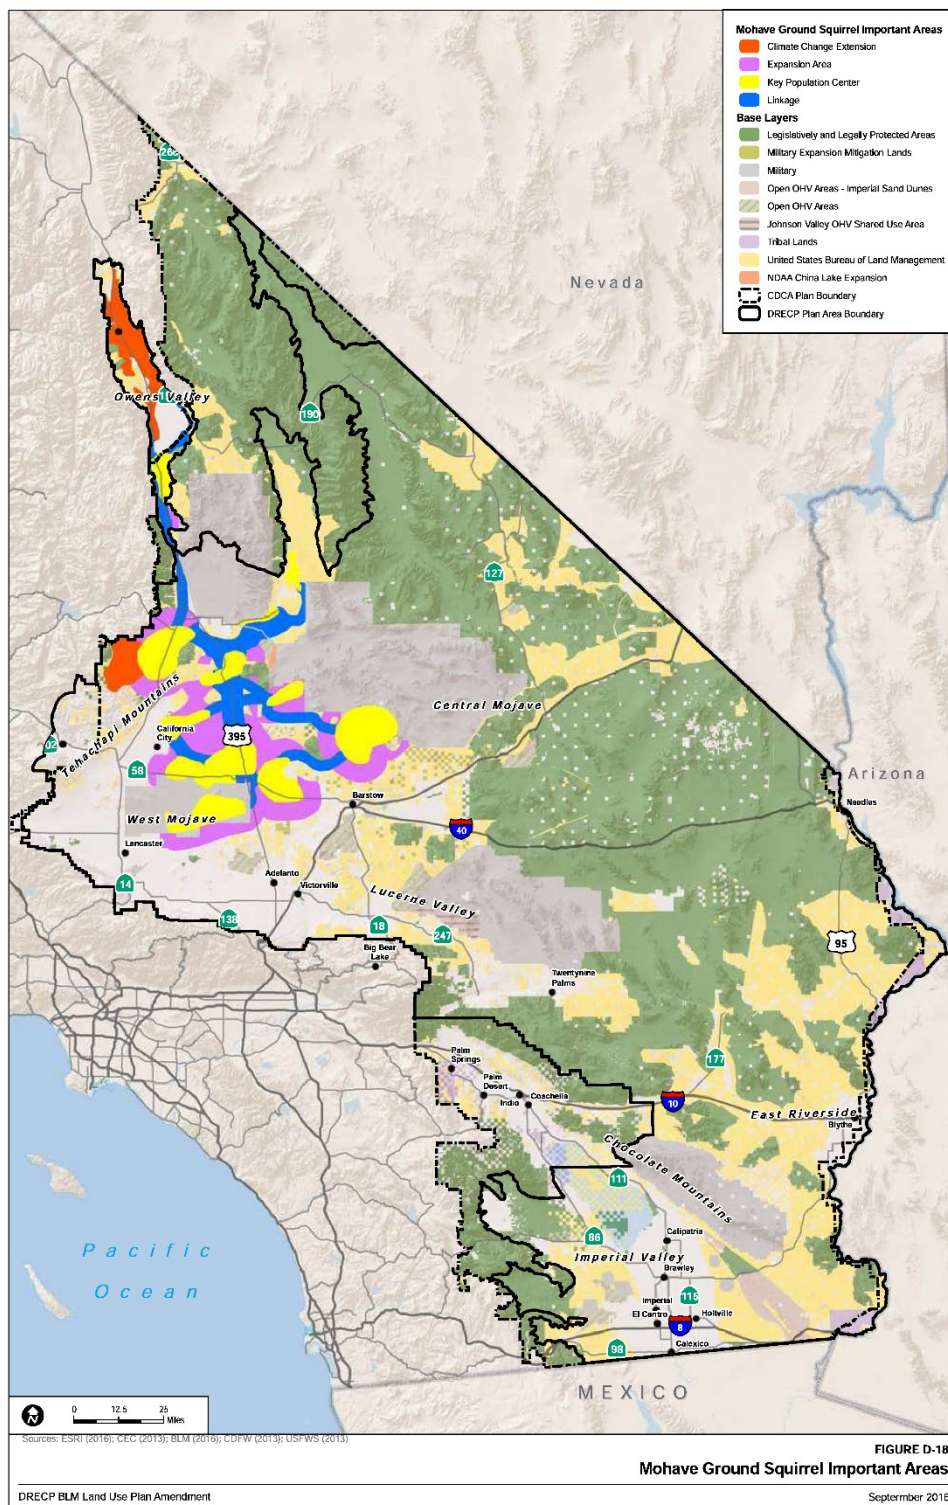 Mohave Ground Squirrel Important Areas
Climate Change Extension
Expansion Area
Key Population Center
Linkage
Base Layers
Legislatively and Legally Protected Areas
Military Expansion Mitigation Lands
Military
Open OHV Areas - Imperial Sand Dunes
Open OHV Areas
Johnson Valley OHV Shared Use Area
Tribal Lands
United States Bureau of Land Management
NDAA China Lake Expansion
CDCA Plan Boundary
DRECP Plan Area Boundary
Nevada
Owens Valley
190
127
Central Mojave
Tehachapi Mountains
California
City
395
58
Arizona
Needles
Barstow
West Mojave
40
Lancaster
14
Adelanto
Victorville
Lucerne Valley
138
18
247
95
Big Bear
Lake
Twentynine
Palms
177
Palm
Springs
Palm
Desert
Coachella
Indio
10
East Riverside
Blythe
Chocolate Mountains
111
86
Calipatria
Imperial Valley
Brawley
Pacific
Ocean
Imperial
115
El Centro
Holtville
8
98
Calexico
MEXICO
N
0 12.5 25
Miles
Sources: ESRI (2016); CEC (2013); BLM (2016); CDFW (2013); USFWS (2013)
FIGURE D-18
Mohave Ground Squirrel Important Areas
DRECP BLM Land Use Plan Amendment
September 2016